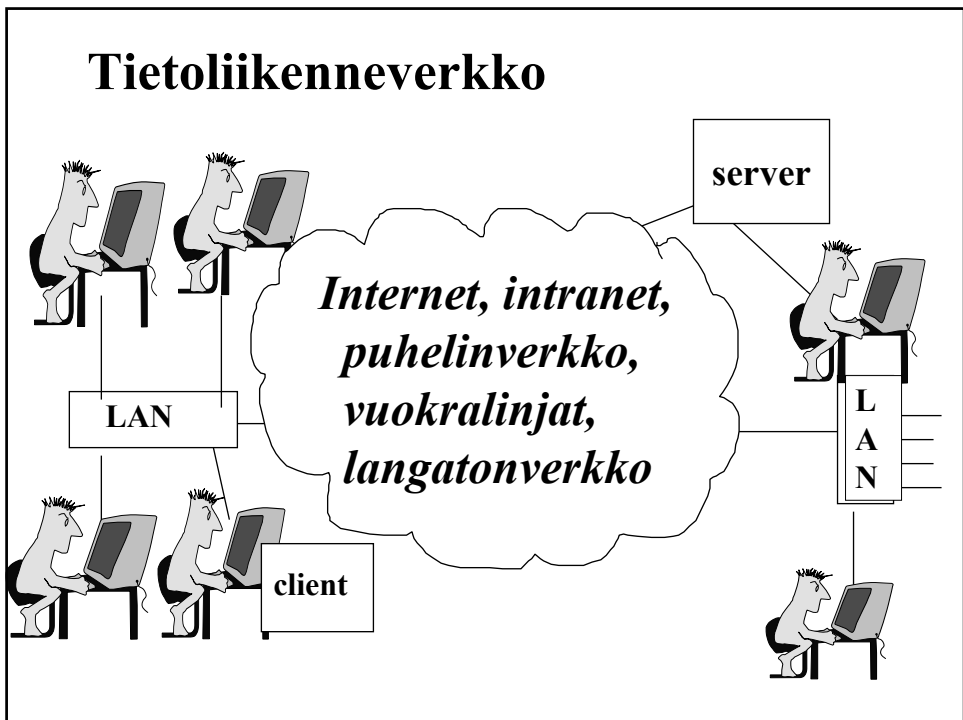 Tietoliikenneverkko
server
Internet, intranet,
puhelinverkko,
vuokralinjat,
langatonverkko
LAN
L
A
N
client